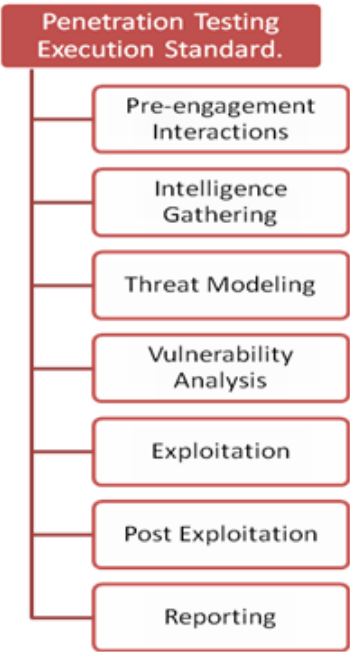 Penetration Testing
Execution Standard.
Pre-engagement
Interactions
Intelligence
Gathering
Threat Modeling
Vulnerability
Analysis
Exploitation
Post Exploitation
Reporting